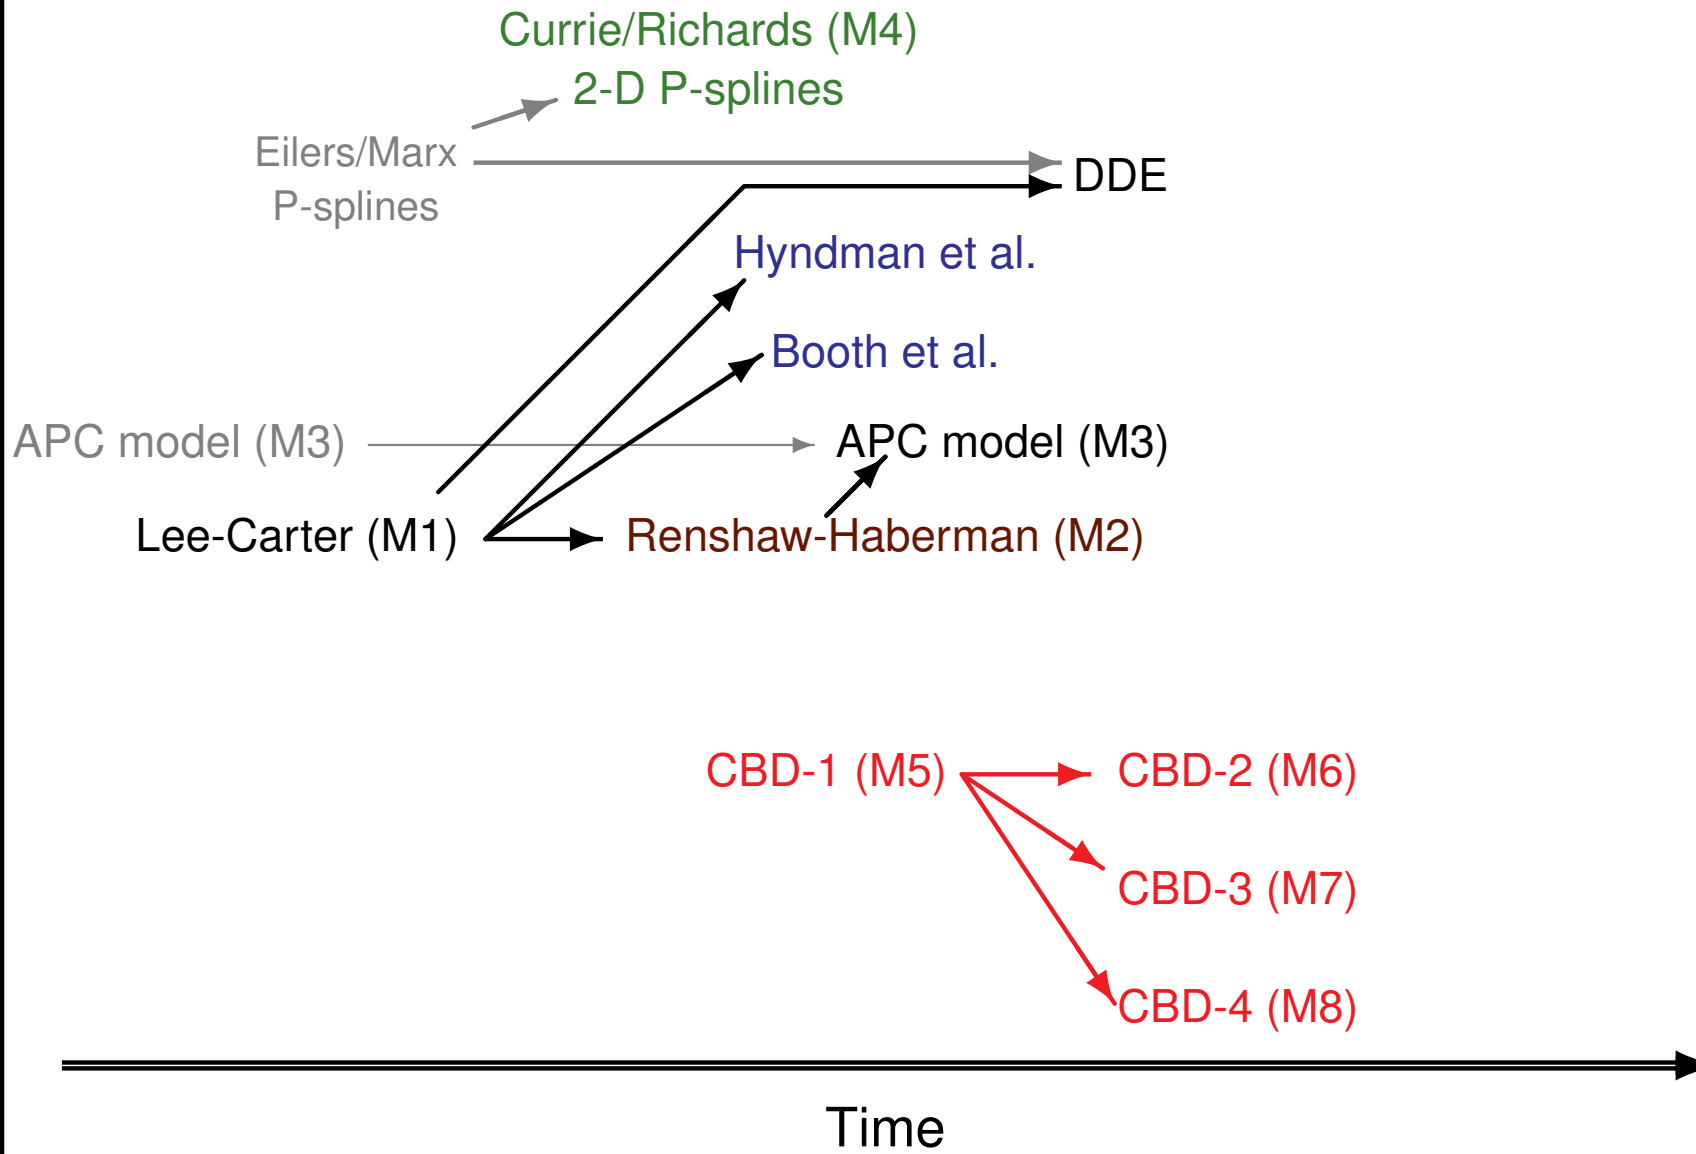 Currie/Richards (M4)
2-D P-splines
Eilers/Marx
P-splines
DDE
Hyndman et al.
Booth et al.
APC model (M3)
APC model (M3)
Lee-Carter (M1)
Renshaw-Haberman (M2)
CBD-1 (M5)
CBD-2 (M6)
CBD-3 (M7)
CBD-4 (M8)
Time